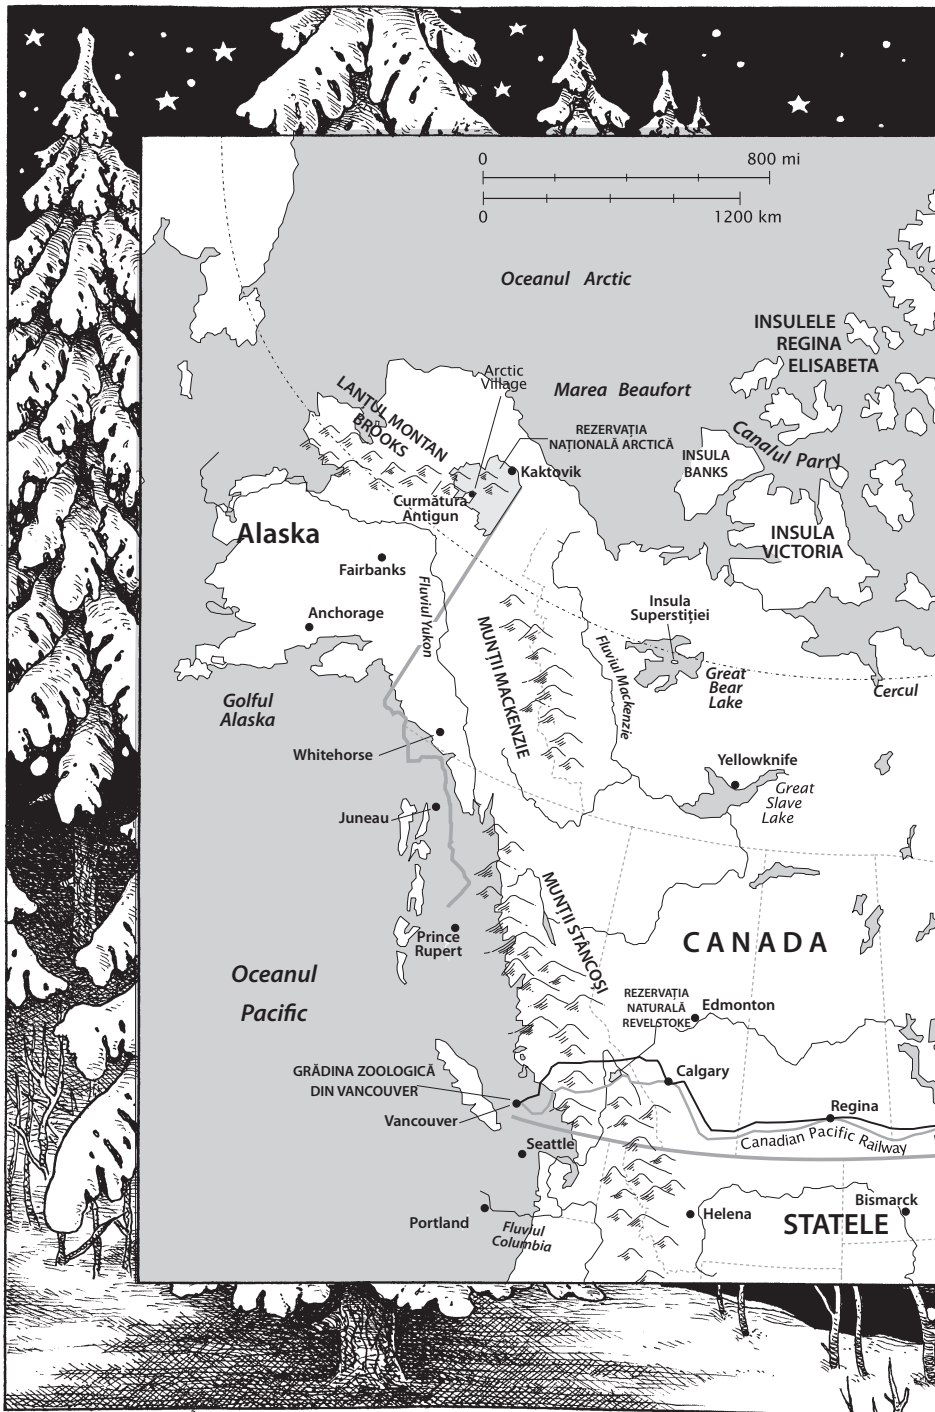 0 800 mi
0 1200 km
Oceanul Arctic
INSULELE
REGINA
ELISABETA
Arctic
Village
Marea Beaufort
LANTUL MONTAN
BROOKS
REZERVAȚIA
NAȚIONALĂ ARCTICĂ
Canalul Parry
INSULA
BANKS
Kaktovik
Curmătura
Antigun
Alaska
INSULA
VICTORIA
Fairbanks
Fluviul Yukon
Insula
Superstiției
Anchorage
MUNȚII MACKENZIE
Fluviul Mackenzie
Great
Bear
Lake
Cercul
Golful
Alaska
Whitehorse
Yellowknife
Great
Slave
Lake
Juneau
MUNȚII STÂNCOȘI
CANADA
Prince
Rupert
Oceanul
Pacific
REZERVAȚIA
NATURALĂ
REVELSTOKE
Edmonton
GRĂDINA ZOOLOGICĂ
DIN VANCOUVER
Calgary
Vancouver
Regina
Canadian Pacific Railway
Seattle
Bismarck
Helena
STATELE
Portland
Fluviul
Columbia